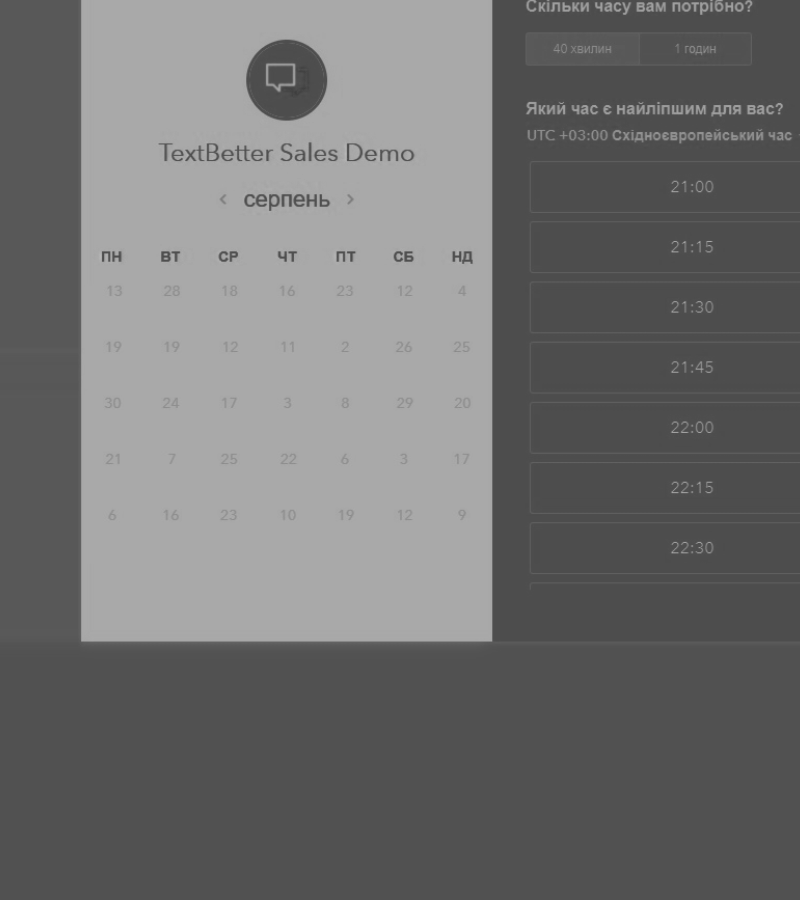 TextBetter Sales Demo
< серпень >
ПН ВТ СР ЧТ ПТ СБ НД
13 28 18 16 23 12 4
19 19 12 11 2 26 25
30 24 17 3 8 29 20
21 7 25 22 6 3 17
6 16 23 10 19 12 9
Скільки часу вам потрібно?
40 хвилин 1 годин
Який час є найліпшим для вас?
UTC +03:00 Східноєвропейський час
21:00
21:15
21:30
21:45
22:00
22:15
22:30